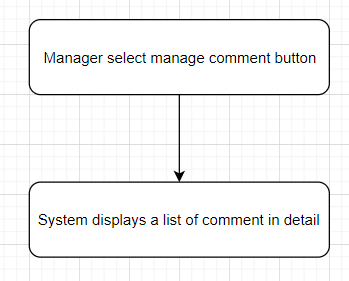 Manager select manage comment button
System displays a list of comment in detail